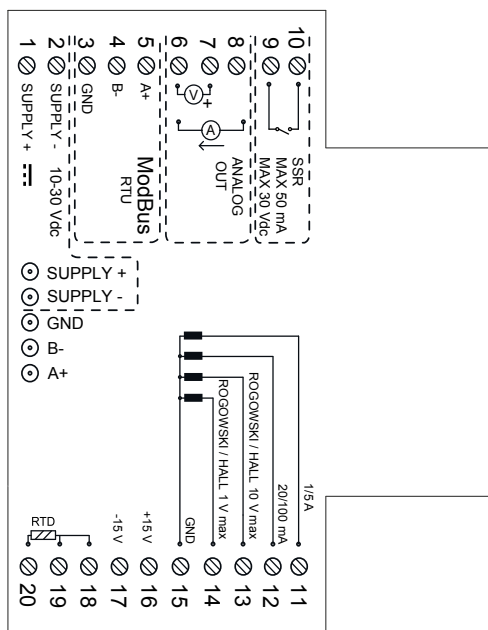 1 2 3 4 5 6 7 8 9 10
SUPPLY +
SUPPLY -
10-30 Vdc
GND
B-
A+
ModBus
RTU
V
+
A
ANALOG
OUT
SSR
MAX 50 mA
MAX 30 Vdc
SUPPLY +
SUPPLY -
GND
B-
A+
ROGOWSKI / HALL 1 V max
ROGOWSKI / HALL 10 V max
20/100 mA
1/5 A
GND
+15 V
-15 V
RTD
20 19 18 17 16 15 14 13 12 11